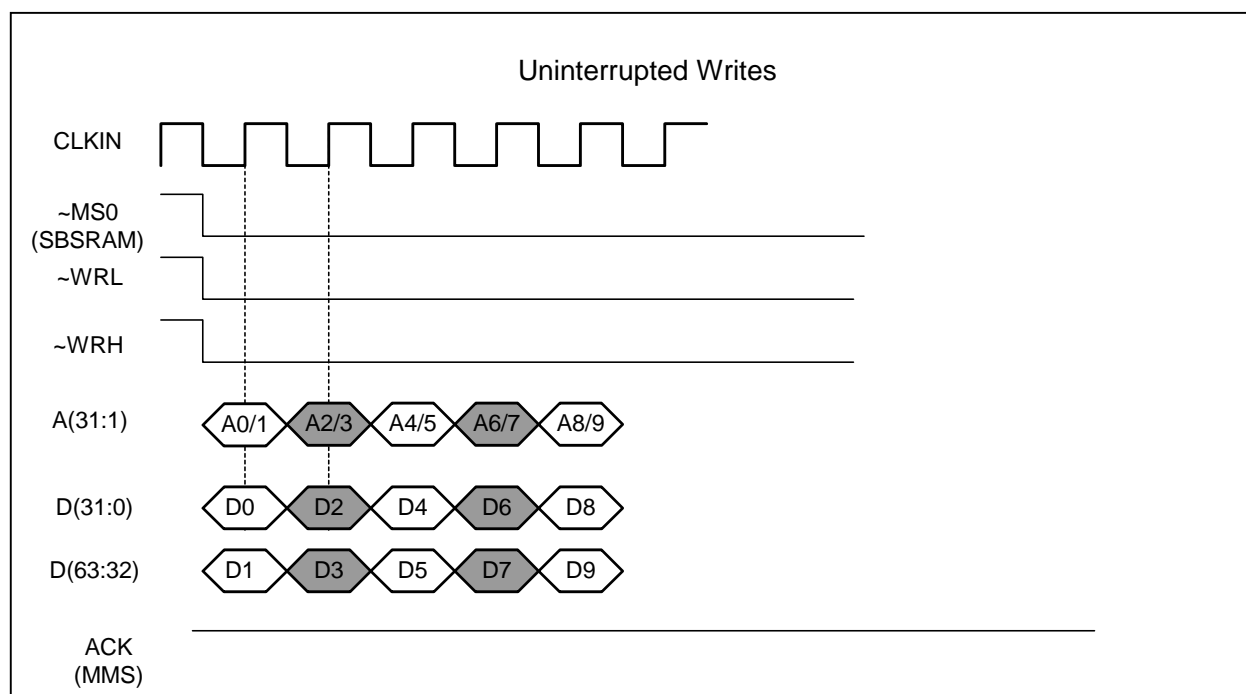 Uninterrupted Writes
CLKIN
~MS0
(SBSRAM)
~WRL
~WRH
A(31:1)
A0/1 A2/3 A4/5 A6/7 A8/9
D(31:0)
D0 D2 D4 D6 D8
D(63:32)
D1 D3 D5 D7 D9
ACK
(MMS)